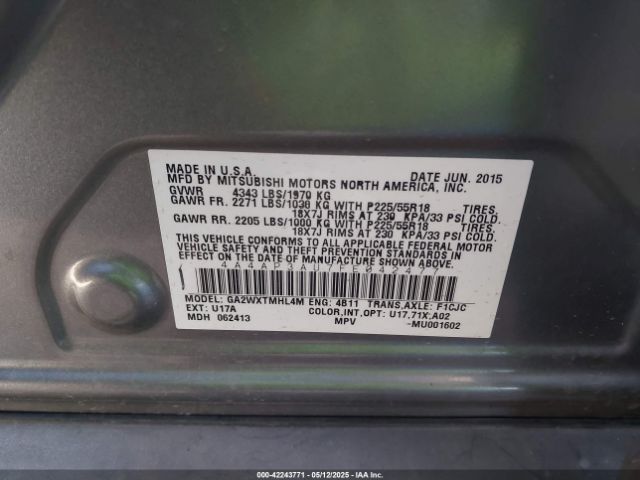 MADE IN U.S.A. DATE JUN. 2015
MFD BY MITSUBISHI MOTORS NORTH AMERICA, INC.
GVWR 4343 LBS/1970 KG
GAWR FR. 2271 LBS/1030 KG WITH P225/55R18 TIRES.
18X7J RIMS AT 230 KPA/33 PSI COLD.
GAWR RR. 2205 LBS/1000 KG WITH P225/55R18 TIRES.
18X7J RIMS AT 230 KPA/33 PSI COLD.
THIS VEHICLE CONFORMS TO ALL APPLICABLE FEDERAL MOTOR
VEHICLE SAFETY AND THEFT PREVENTION STANDARDS IN
EFFECT ON THE DATE OF MANUFACTURE SHOWN ABOVE.
4A4AP3AU7FE042477
MODEL: GA2WXTMHL4M ENG: 4B11 TRANS,AXLE: F1CJC
EXT: U17A COLOR,INT,OPT: U17,71X,A02
MDH 062413 MPV -MU001602
000-42243771 - 05/12/2025 - IAAI.COM